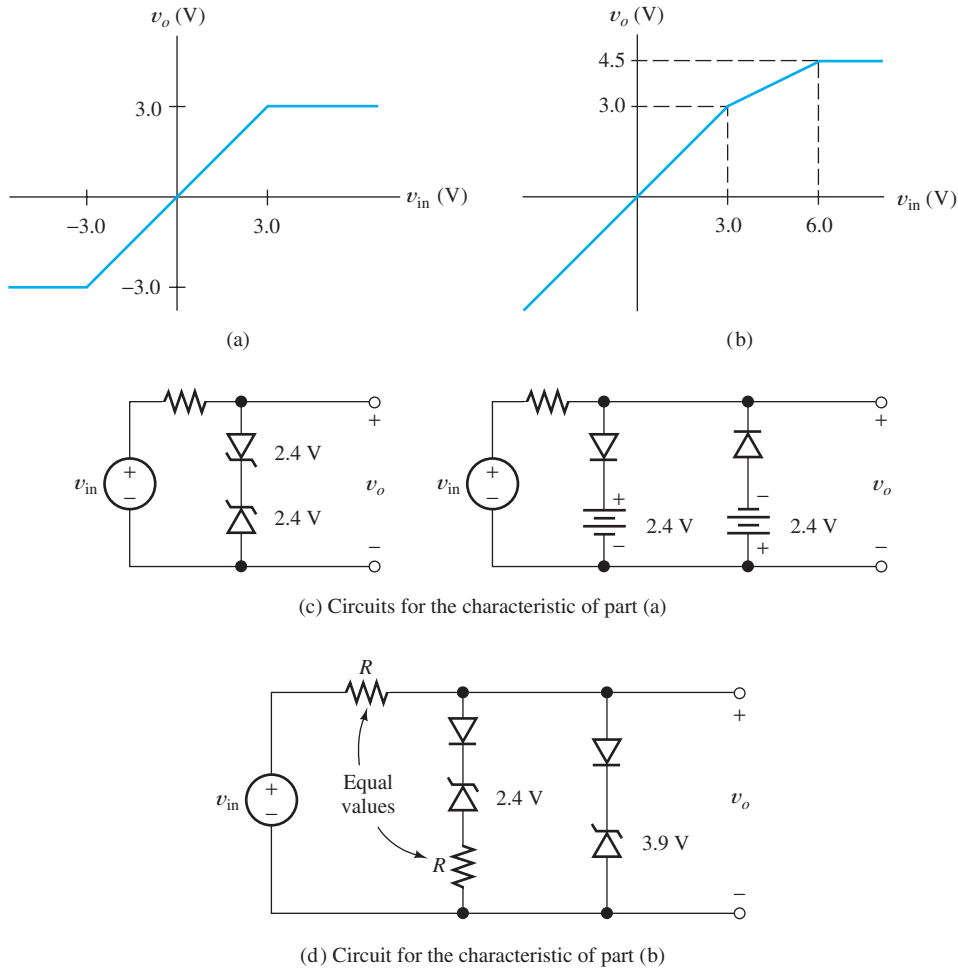 v_o (V)
3.0
v_in (V)
−3.0
3.0
−3.0
(a)
v_o (V)
4.5
3.0
v_in (V)
3.0
6.0
(b)
v_in
+
−
2.4 V
2.4 V
+
v_o
−
v_in
+
−
+
2.4 V
−
−
2.4 V
+
+
v_o
−
(c) Circuits for the characteristic of part (a)
R
v_in
+
−
Equal
values
2.4 V
R
3.9 V
+
v_o
−
(d) Circuit for the characteristic of part (b)